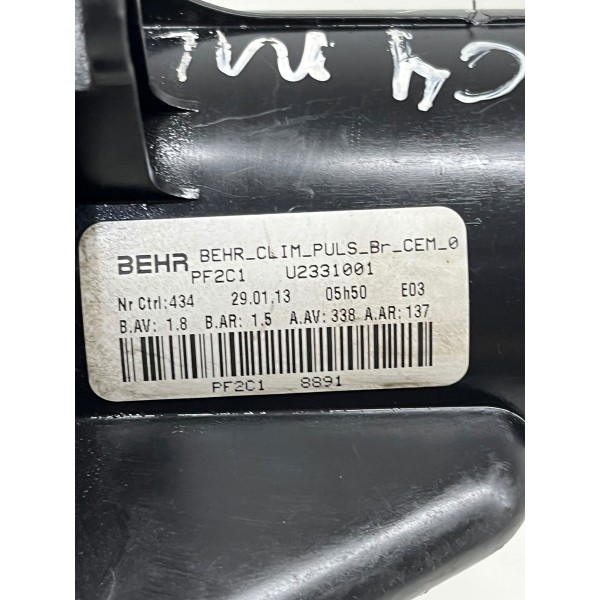 C4 MUL
BEHR BEHR_CLIM_PULS_Br_CEM_0
PF2C1 U2331001
Nr Ctrl:434 29.01.13 05h50 E03
B.AV: 1.8 B.AR: 1.5 A.AV: 338 A.AR: 137
PF2C1 8891